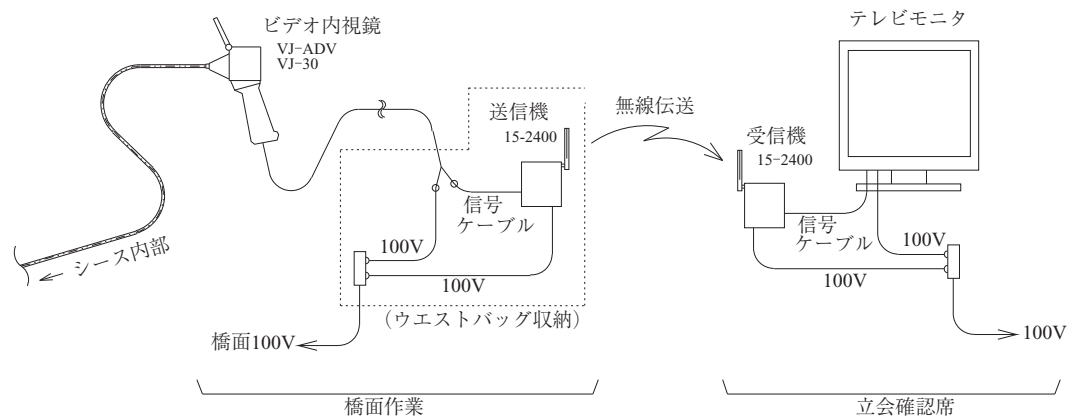 ビデオ内視鏡
VJ-ADV
VJ-30
シース内部
送信機
15-2400
信号
ケーブル
100V
100V
(ウエストバッグ収納)
橋面100V
橋面作業
無線伝送
テレビモニタ
受信機
15-2400
信号
ケーブル
100V
100V
100V
立会確認席